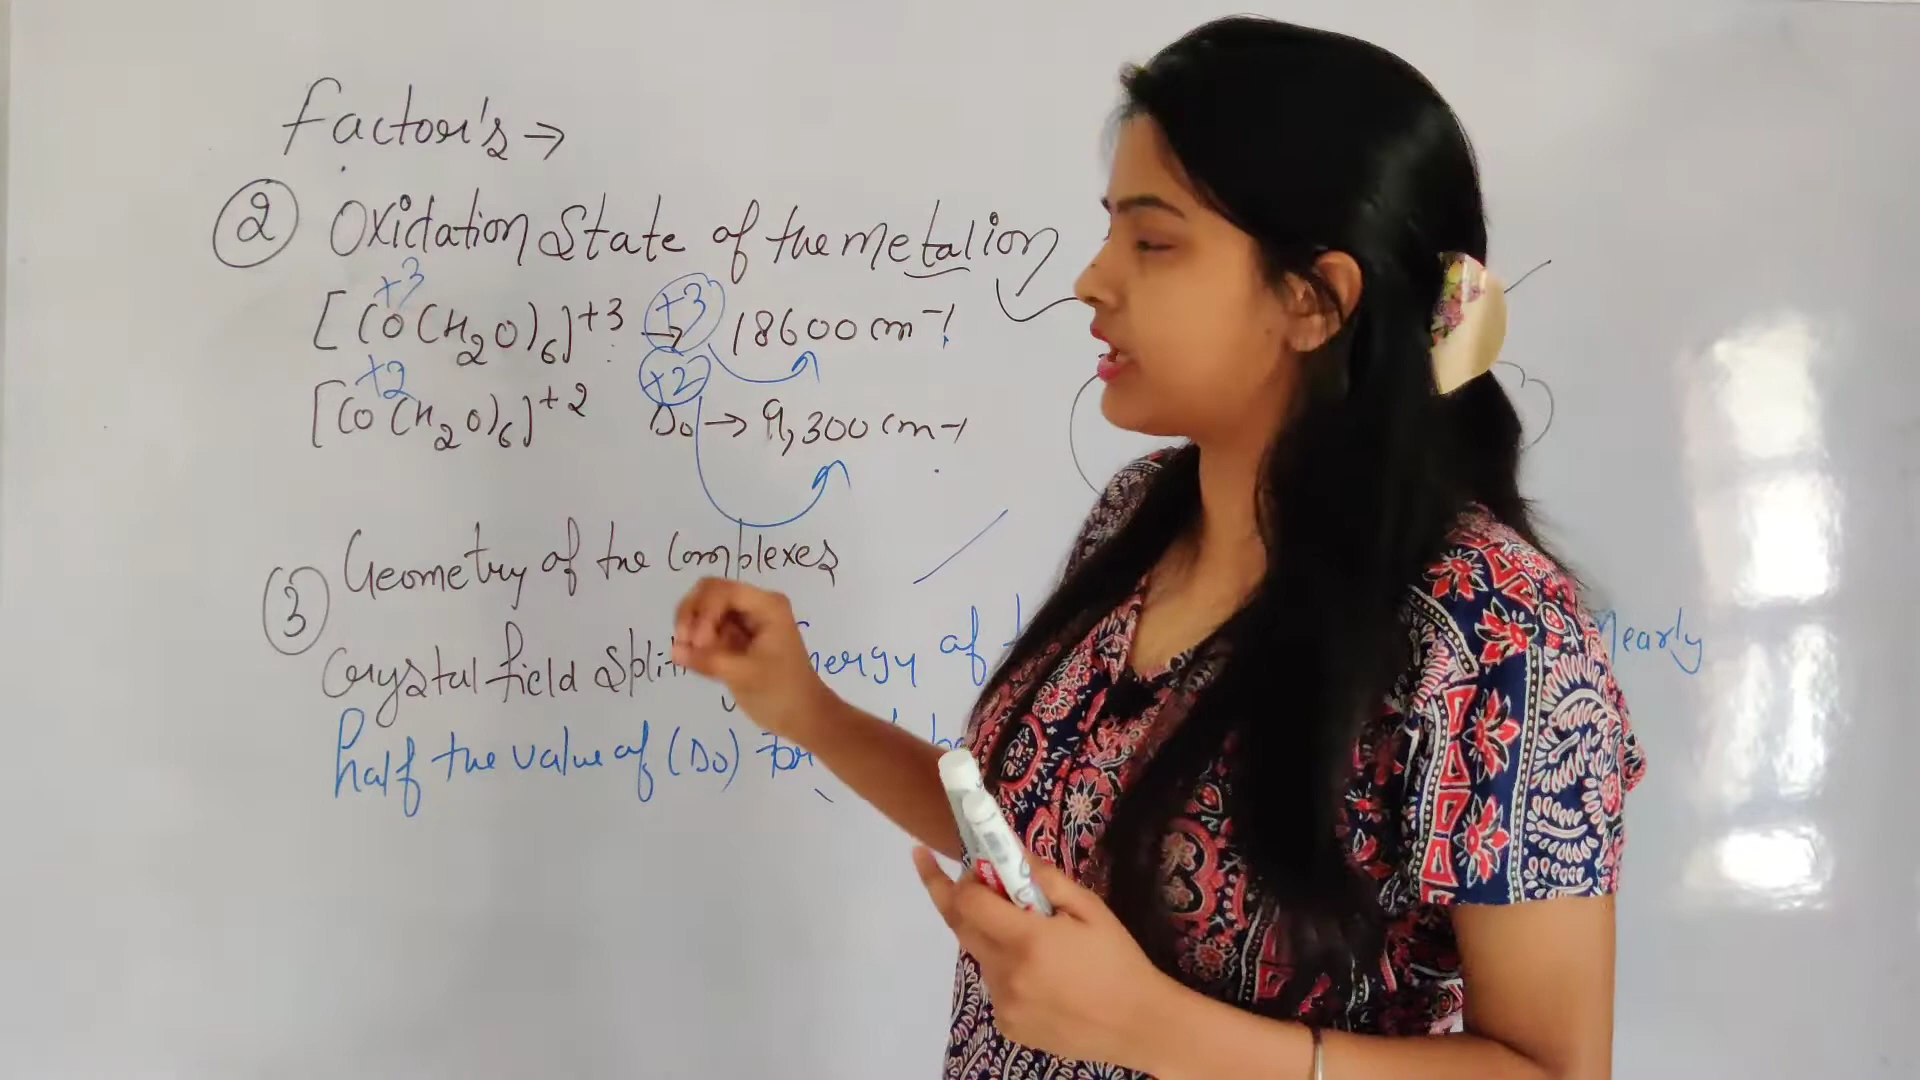 Factor's →
② Oxidation State of the metal ion
+3
[Co(H2O)6]+3 +3 → 18600 cm-1
+2 +2
[Co(H2O)6]+2 Do → 9,300 cm-1
③ Geometry of the Complexes
Crystal field of nearly
half the value of (Do) for